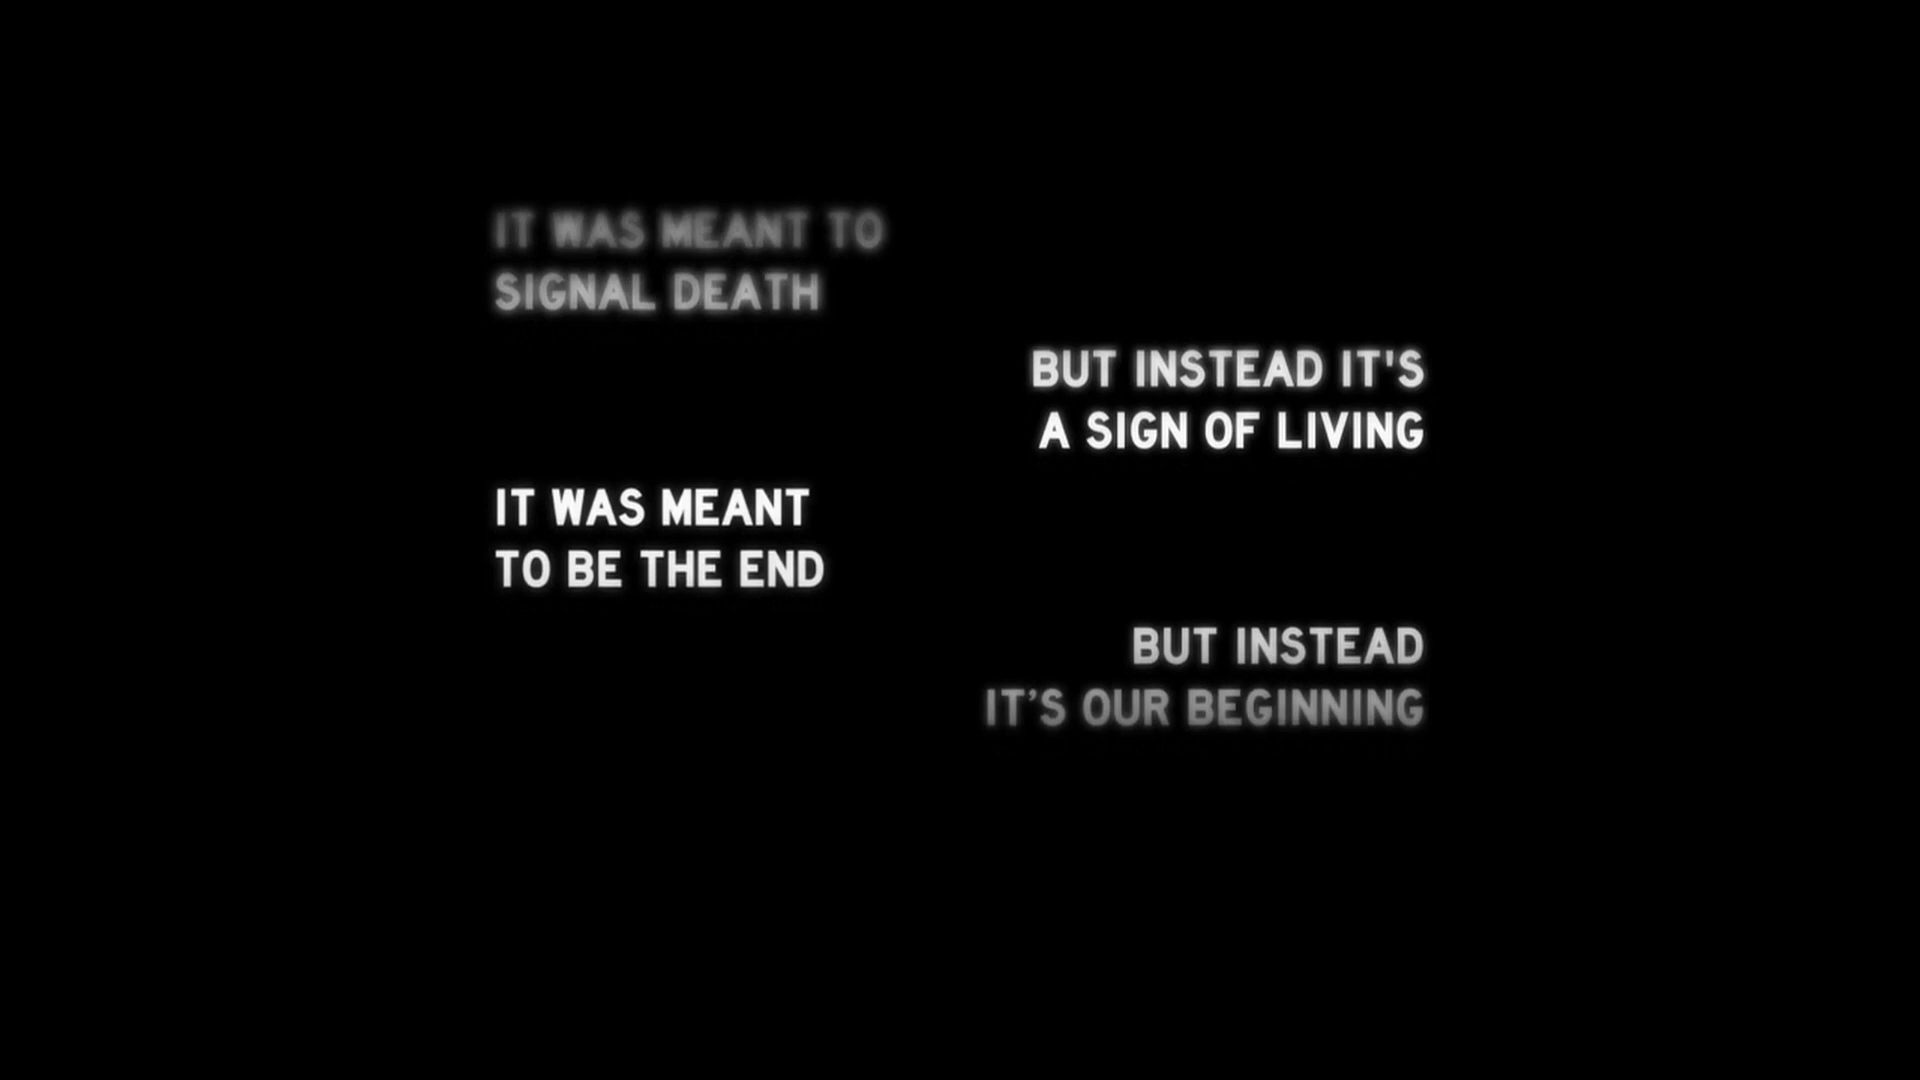 IT WAS MEANT TO
SIGNAL DEATH
BUT INSTEAD IT'S
A SIGN OF LIVING
IT WAS MEANT
TO BE THE END
BUT INSTEAD
IT’S OUR BEGINNING